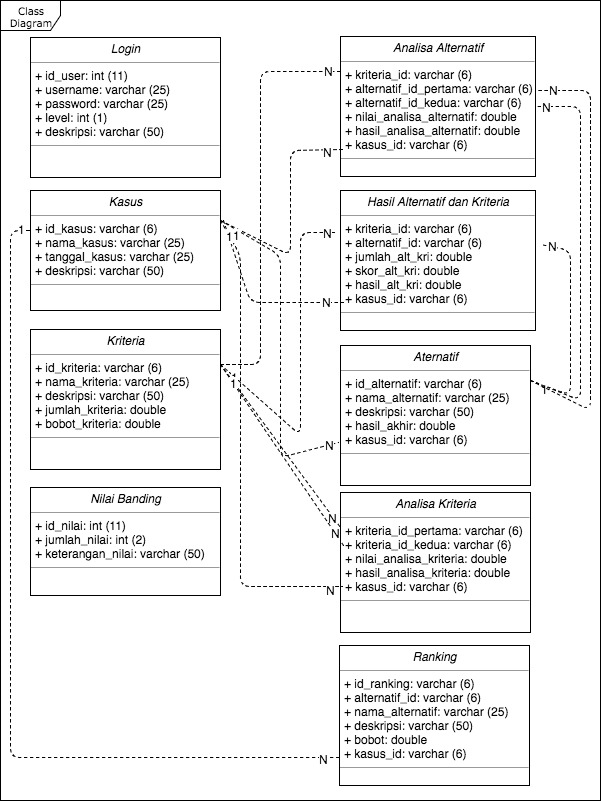 Class
Diagram
Login
+ id_user: int (11)
+ username: varchar (25)
+ password: varchar (25)
+ level: int (1)
+ deskripsi: varchar (50)
Kasus
+ id_kasus: varchar (6)
+ nama_kasus: varchar (25)
+ tanggal_kasus: varchar (25)
+ deskripsi: varchar (50)
1
11
Kriteria
+ id_kriteria: varchar (6)
+ nama_kriteria: varchar (25)
+ deskripsi: varchar (50)
+ jumlah_kriteria: double
+ bobot_kriteria: double
1
Nilai Banding
+ id_nilai: int (11)
+ jumlah_nilai: int (2)
+ keterangan_nilai: varchar (50)
Analisa Alternatif
+ kriteria_id: varchar (6)
+ alternatif_id_pertama: varchar (6)
+ alternatif_id_kedua: varchar (6)
+ nilai_analisa_alternatif: double
+ hasil_analisa_alternatif: double
+ kasus_id: varchar (6)
N
N
N
N
Hasil Alternatif dan Kriteria
+ kriteria_id: varchar (6)
+ alternatif_id: varchar (6)
+ jumlah_alt_kri: double
+ skor_alt_kri: double
+ hasil_alt_kri: double
+ kasus_id: varchar (6)
N
N
N
Aternatif
+ id_alternatif: varchar (6)
+ nama_alternatif: varchar (25)
+ deskripsi: varchar (50)
+ hasil_akhir: double
+ kasus_id: varchar (6)
1
N
Analisa Kriteria
+ kriteria_id_pertama: varchar (6)
+ kriteria_id_kedua: varchar (6)
+ nilai_analisa_kriteria: double
+ hasil_analisa_kriteria: double
+ kasus_id: varchar (6)
N
N
N
Ranking
+ id_ranking: varchar (6)
+ alternatif_id: varchar (6)
+ nama_alternatif: varchar (25)
+ deskripsi: varchar (50)
+ bobot: double
+ kasus_id: varchar (6)
N